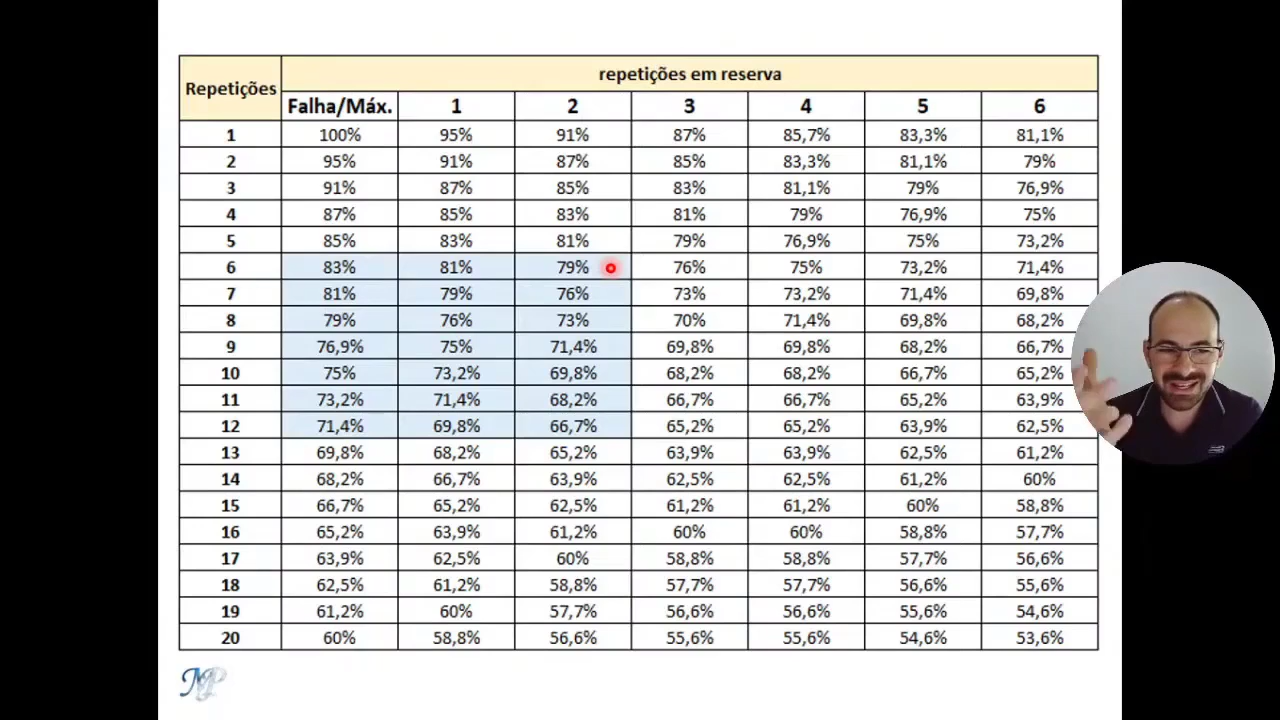 Repetições repetições em reserva
Falha/Máx. 1 2 3 4 5 6
1 100% 95% 91% 87% 85,7% 83,3% 81,1%
2 95% 91% 87% 85% 83,3% 81,1% 79%
3 91% 87% 85% 83% 81,1% 79% 76,9%
4 87% 85% 83% 81% 79% 76,9% 75%
5 85% 83% 81% 79% 76,9% 75% 73,2%
6 83% 81% 79% 76% 75% 73,2% 71,4%
7 81% 79% 76% 73% 73,2% 71,4% 69,8%
8 79% 76% 73% 70% 71,4% 69,8% 68,2%
9 76,9% 75% 71,4% 69,8% 69,8% 68,2% 66,7%
10 75% 73,2% 69,8% 68,2% 68,2% 66,7% 65,2%
11 73,2% 71,4% 68,2% 66,7% 66,7% 65,2% 63,9%
12 71,4% 69,8% 66,7% 65,2% 65,2% 63,9% 62,5%
13 69,8% 68,2% 65,2% 63,9% 63,9% 62,5% 61,2%
14 68,2% 66,7% 63,9% 62,5% 62,5% 61,2% 60%
15 66,7% 65,2% 62,5% 61,2% 61,2% 60% 58,8%
16 65,2% 63,9% 61,2% 60% 60% 58,8% 57,7%
17 63,9% 62,5% 60% 58,8% 58,8% 57,7% 56,6%
18 62,5% 61,2% 58,8% 57,7% 57,7% 56,6% 55,6%
19 61,2% 60% 57,7% 56,6% 56,6% 55,6% 54,6%
20 60% 58,8% 56,6% 55,6% 55,6% 54,6% 53,6%
MP